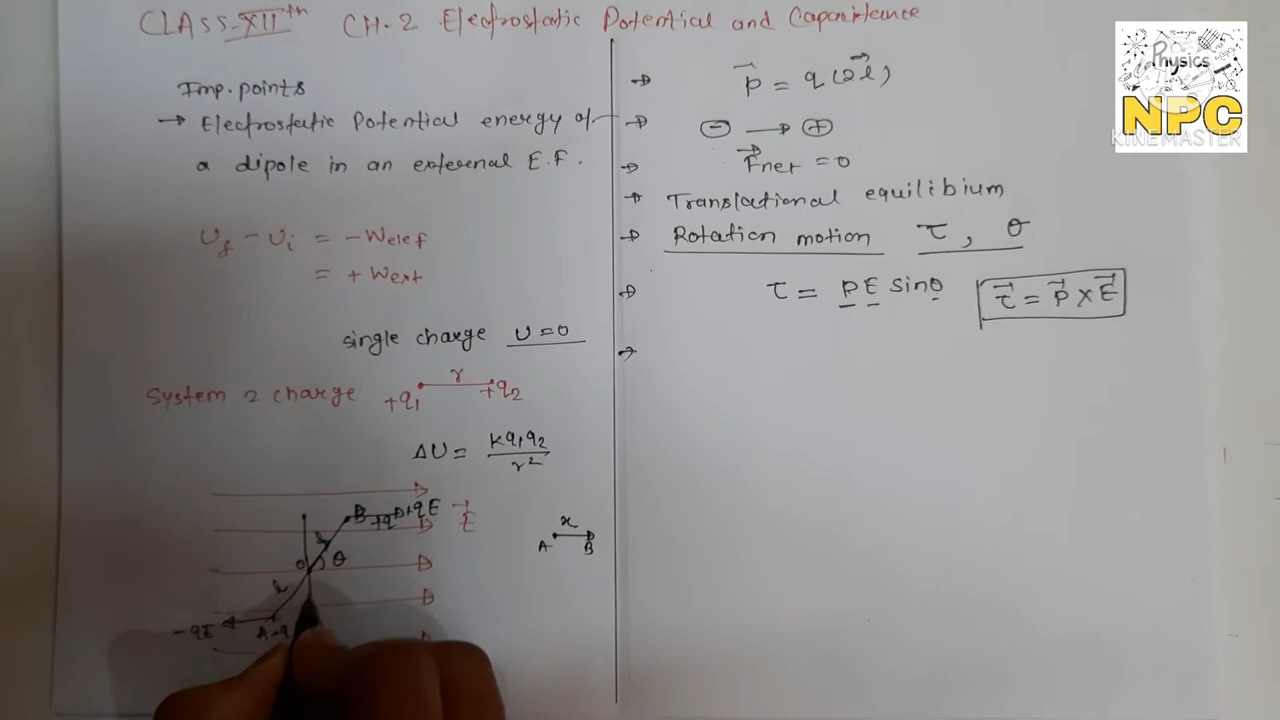 CLASS-XIIth CH-2 Electrostatic Potential and Capacitence
Imp. points
→ Electrostatic Potential energy of
a dipole in an external E.F.
Uf - Ui = -Welef
= + Wext
single charge U=0
System 2 charge +q1 r +q2
ΔU = Kq1q2/r2
B +q +qE E
l θ
O
l
-qE A -q
x
A B
→ p = q(2l)
→ - → +
→ Fnet = 0
→ Translational equilibium
→ Rotation motion τ, θ
→ τ = PE sinθ τ = p × E
→
Physics
NPC
KINEMASTER